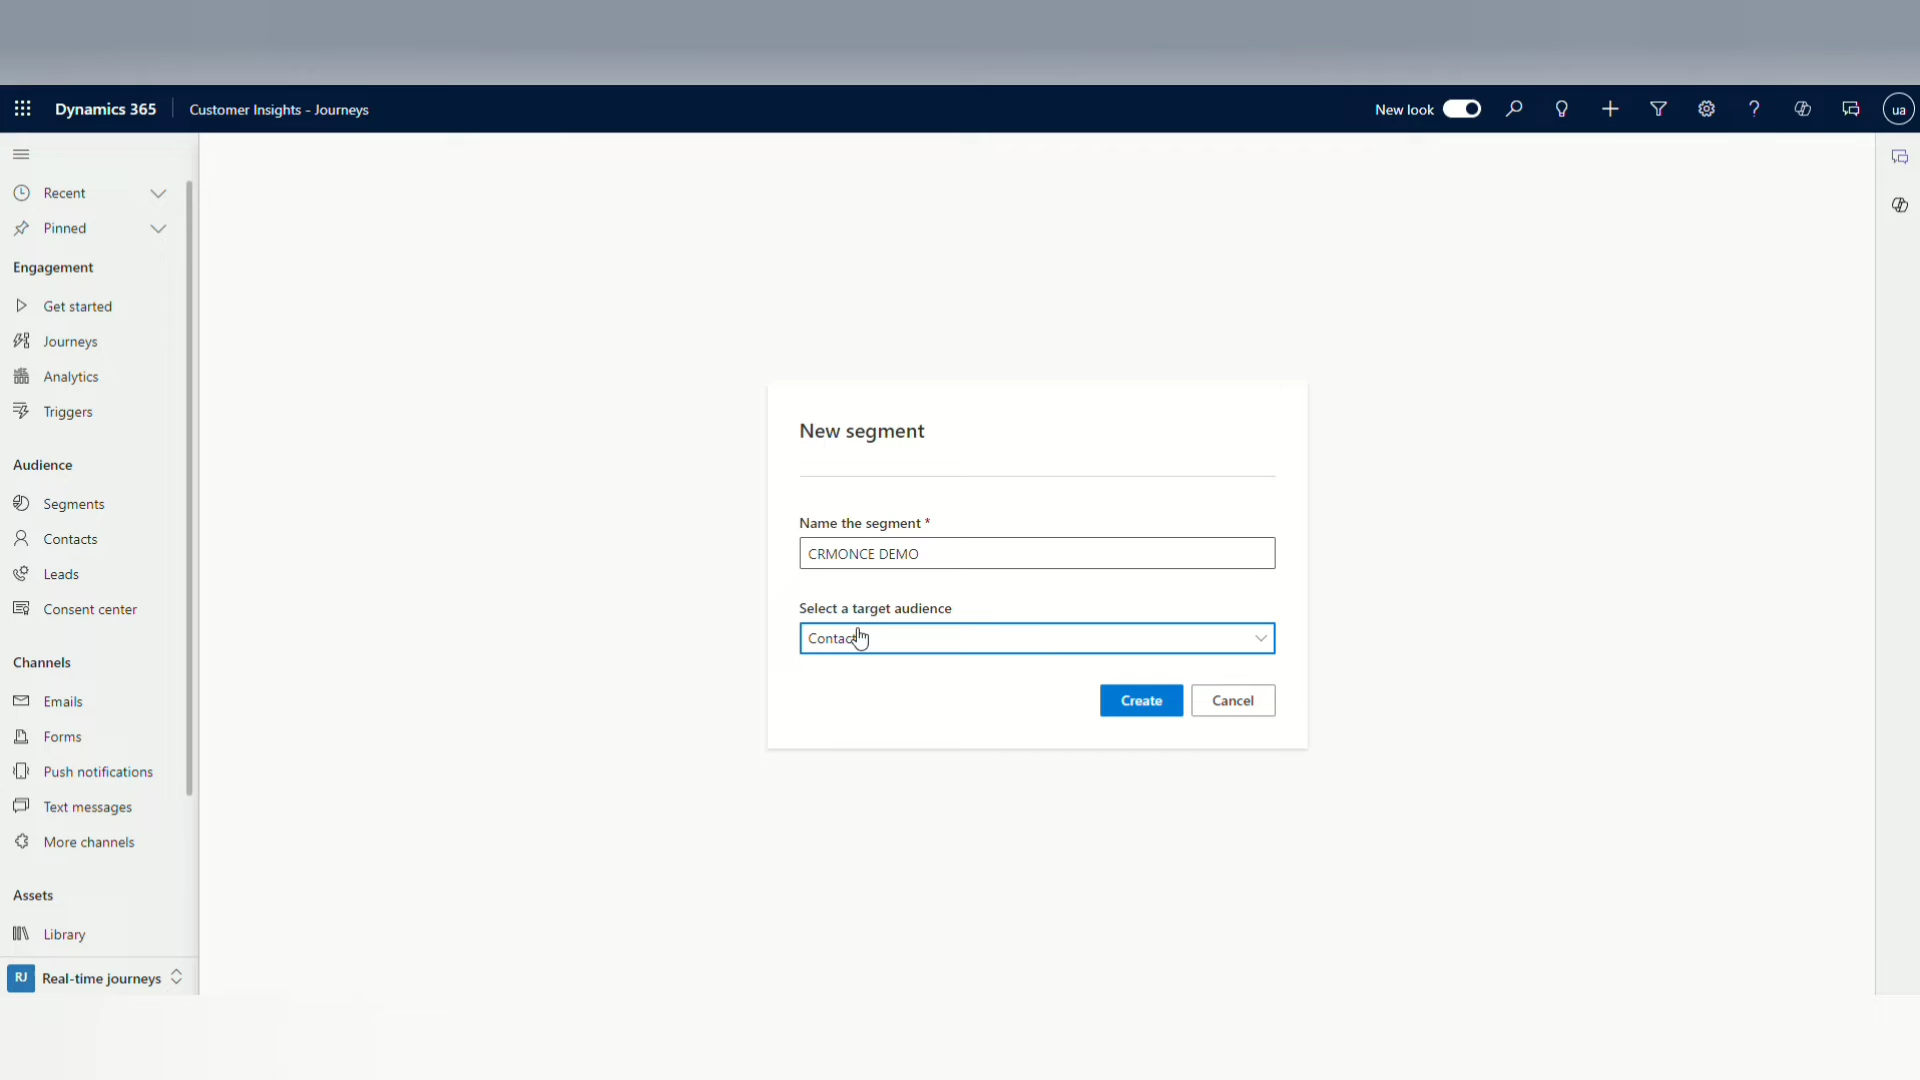 Dynamics 365
Customer Insights - Journeys
New look
ua
Recent
Pinned
Engagement
Get started
Journeys
Analytics
Triggers
Audience
Segments
Contacts
Leads
Consent center
Channels
Emails
Forms
Push notifications
Text messages
More channels
Assets
Library
RJ Real-time journeys
New segment
Name the segment *
CRMONCE DEMO
Select a target audience
Create
Cancel